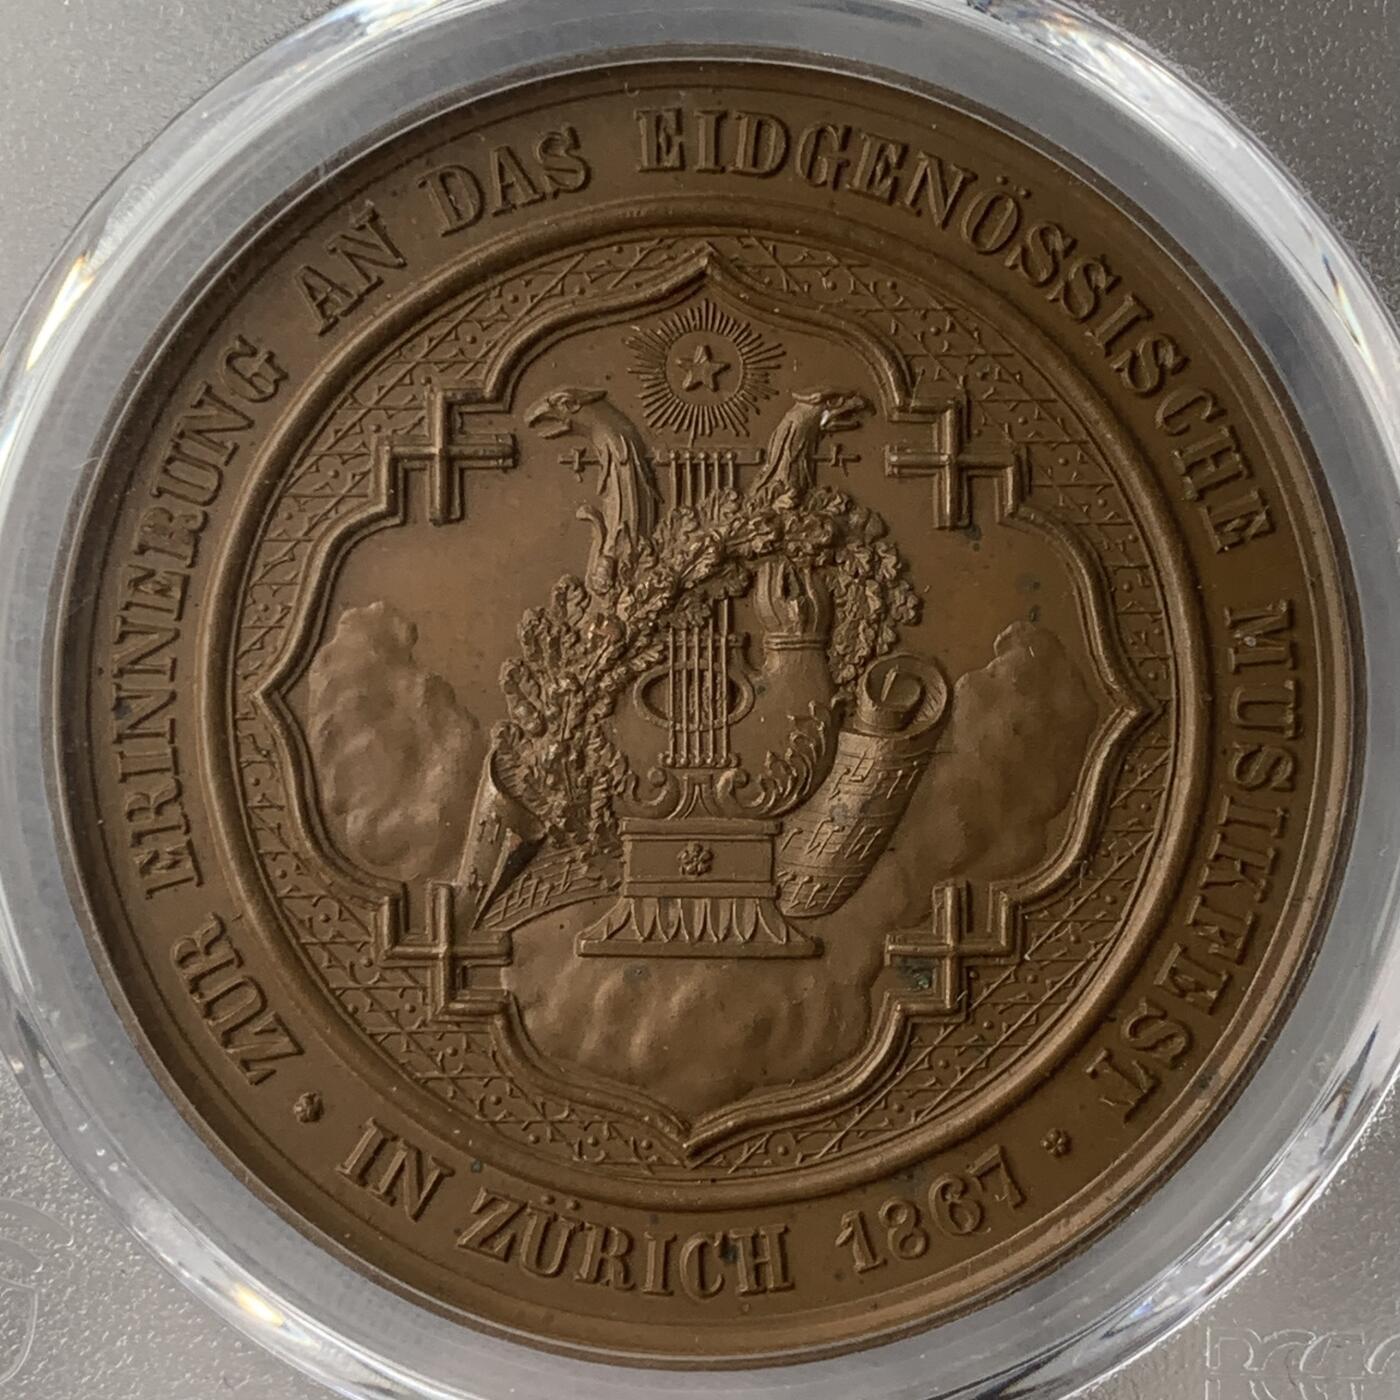 ZUR ERINNERUNG AN DAS EIDGENÖSSISCHE MUSIKFEST
IN ZÜRICH 1867